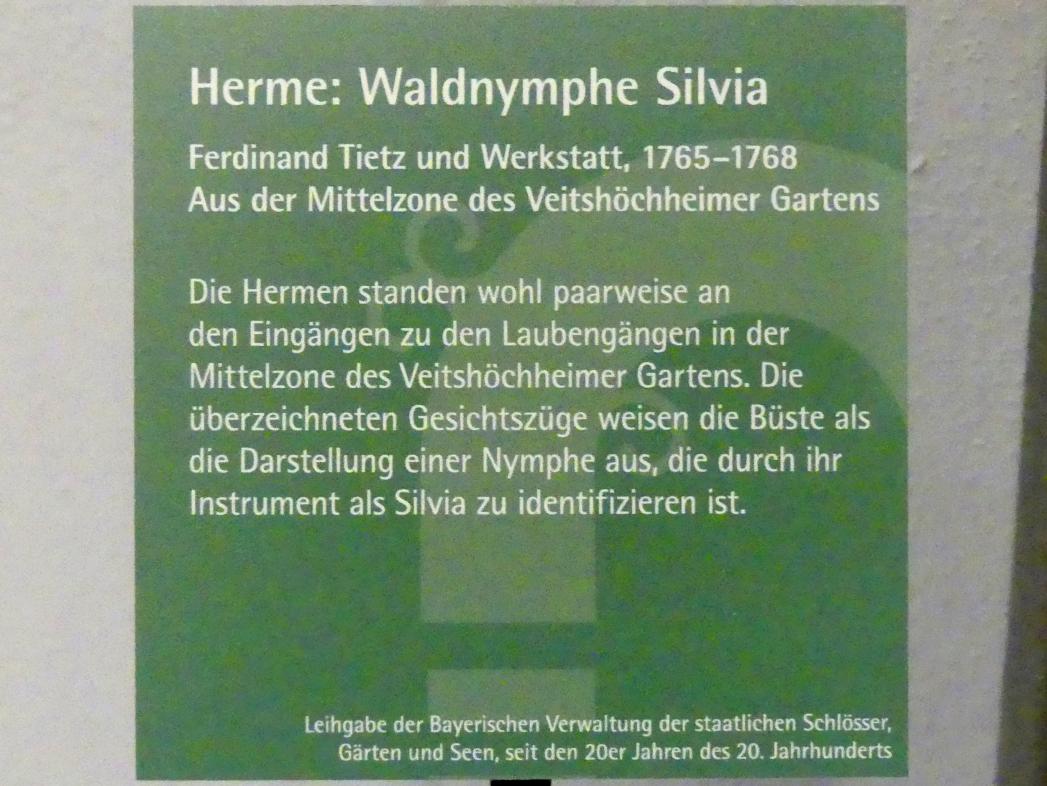 Herme: Waldnymphe Silvia
Ferdinand Tietz und Werkstatt, 1765–1768
Aus der Mittelzone des Veitshöchheimer Gartens
Die Hermen standen wohl paarweise an
den Eingängen zu den Laubengängen in der
Mittelzone des Veitshöchheimer Gartens. Die
überzeichneten Gesichtszüge weisen die Büste als
die Darstellung einer Nymphe aus, die durch ihr
Instrument als Silvia zu identifizieren ist.
Leihgabe der Bayerischen Verwaltung der staatlichen Schlösser,
Gärten und Seen, seit den 20er Jahren des 20. Jahrhunderts